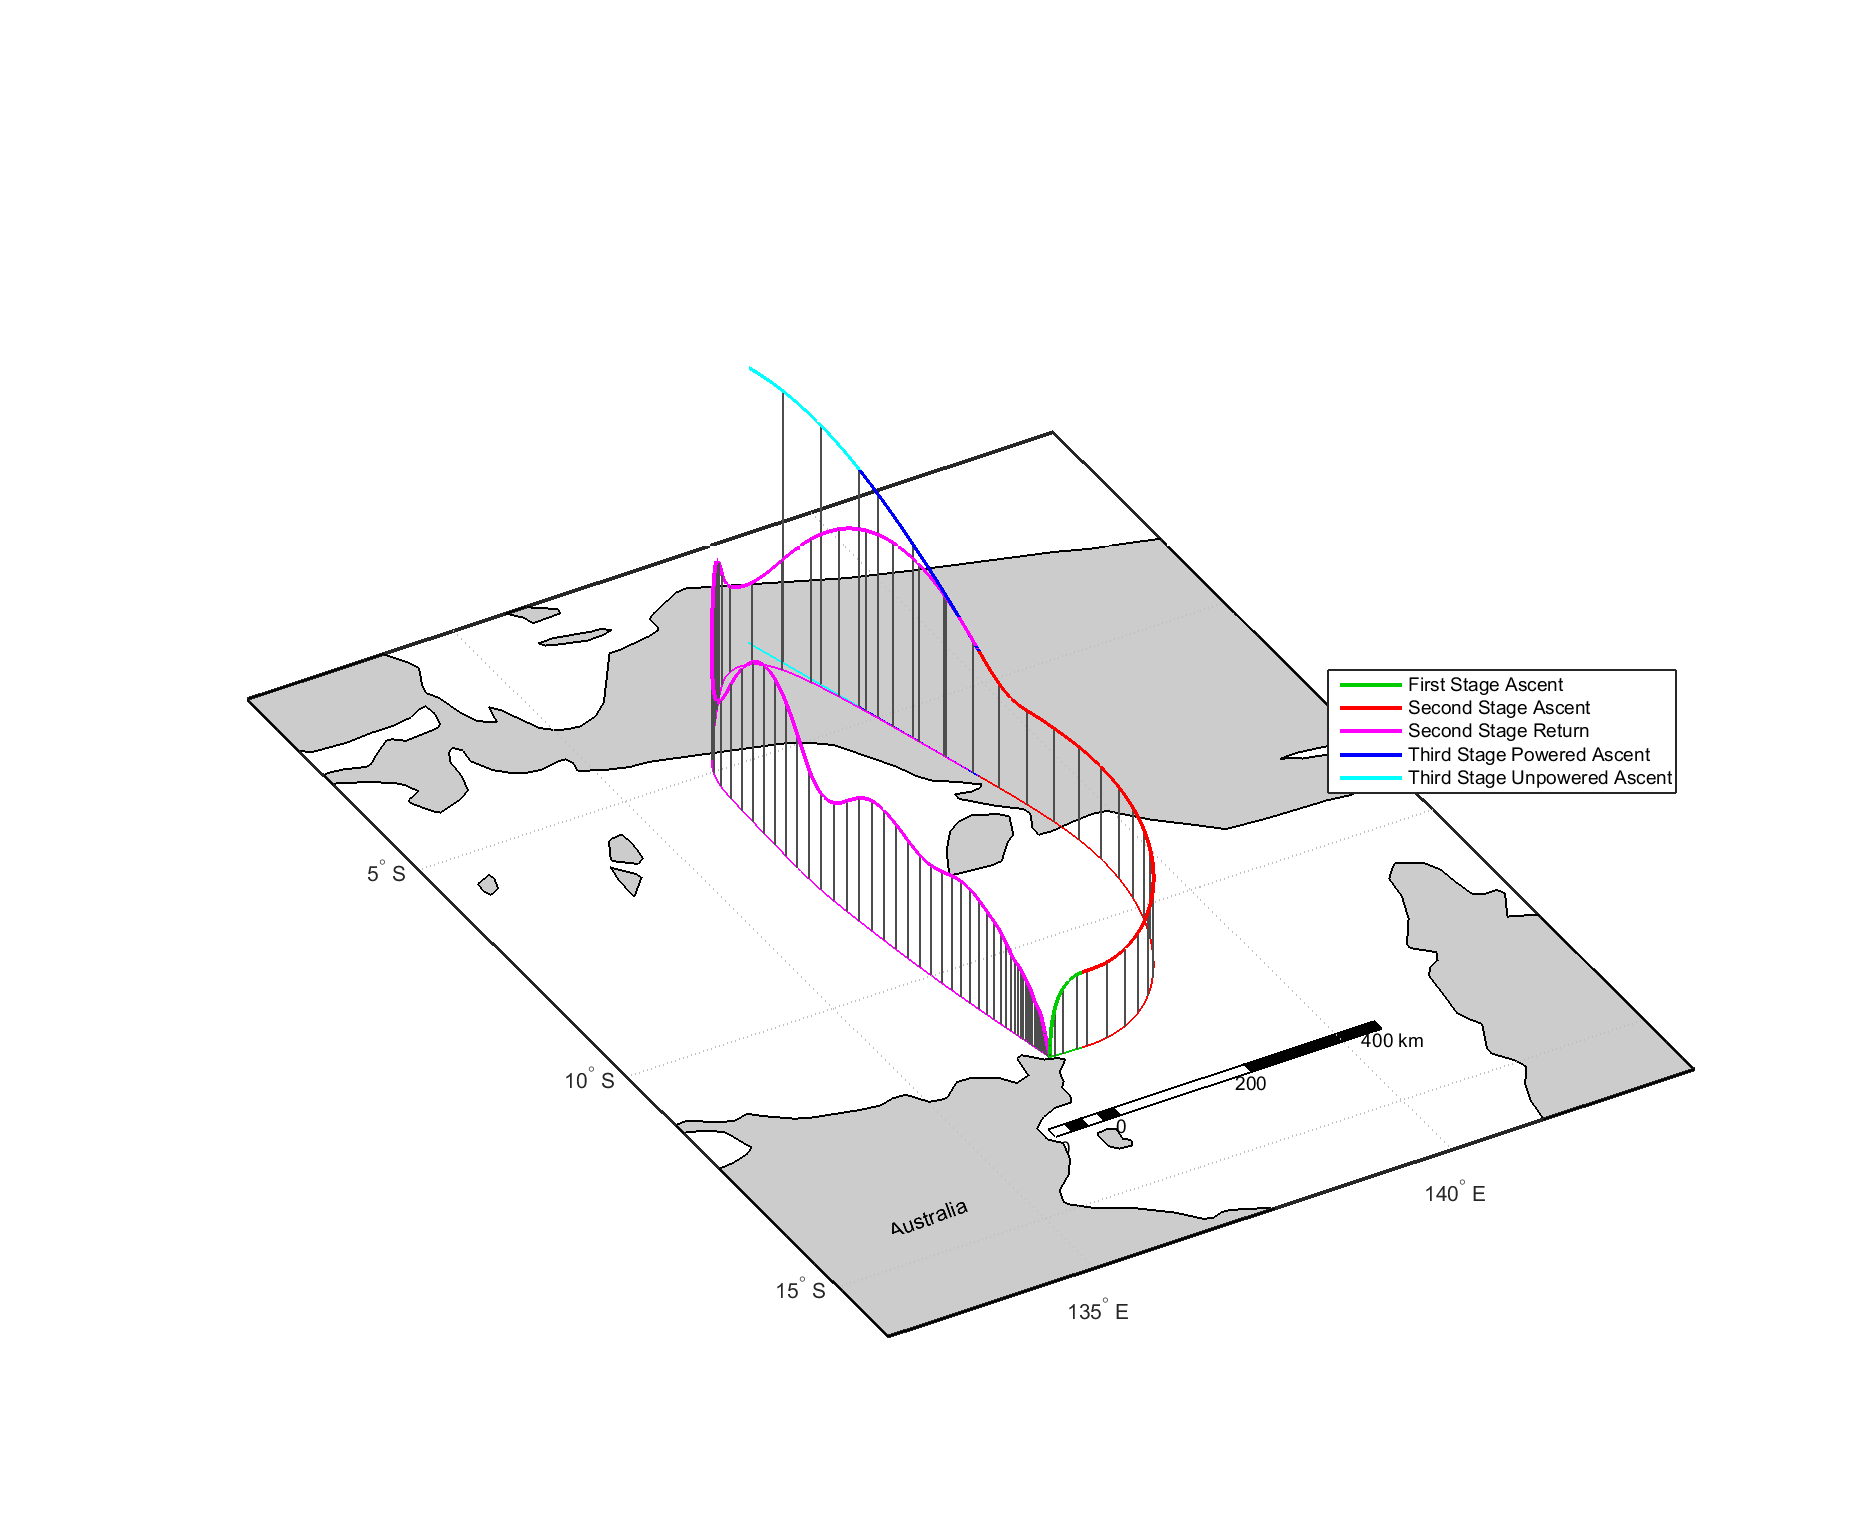 First Stage Ascent
Second Stage Ascent
Second Stage Return
Third Stage Powered Ascent
Third Stage Unpowered Ascent
5° S
10° S
15° S
135° E
140° E
400 km
200
0
Australia